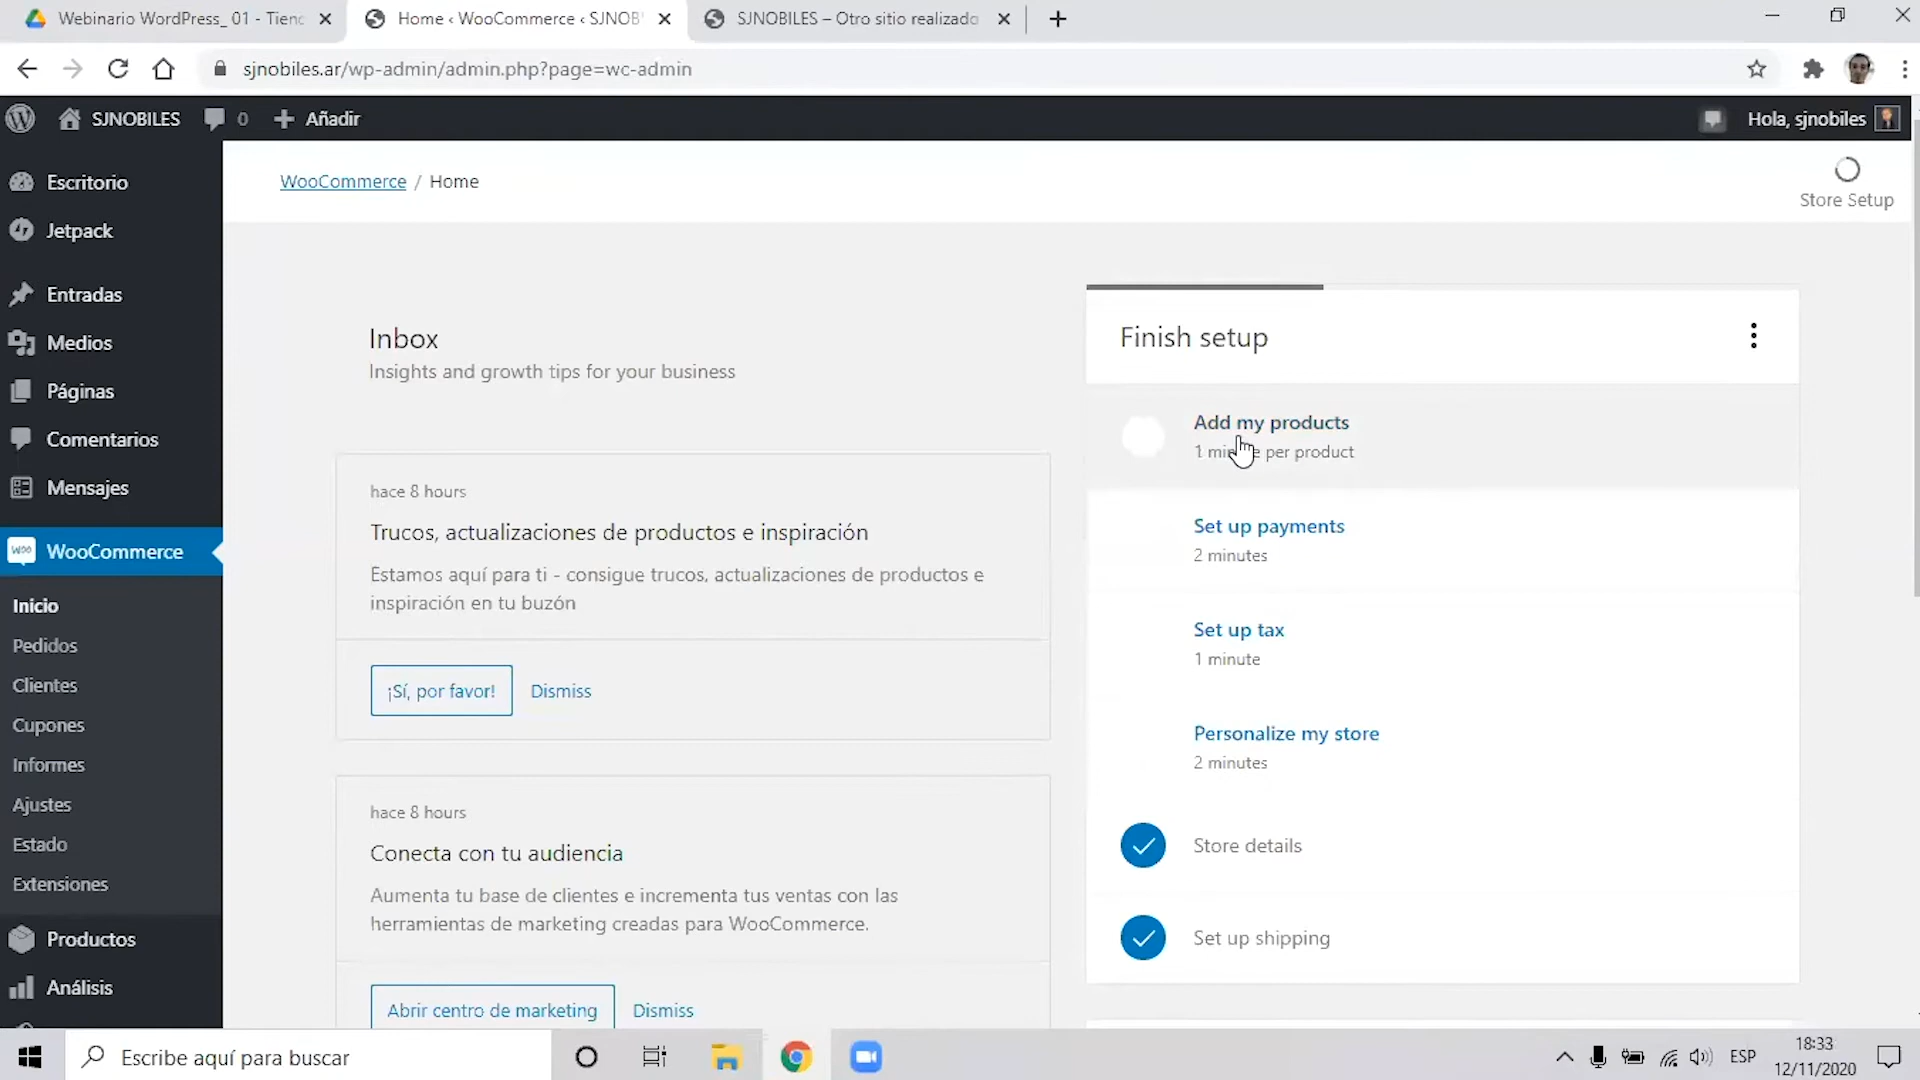 Webinario WordPress_ 01 - Tienc
Home ‹ WooCommerce ‹ SJNOB
SJNOBILES – Otro sitio realizado
sjnobiles.ar/wp-admin/admin.php?page=wc-admin
SJNOBILES
0
Añadir
Hola, sjnobiles
Escritorio
Jetpack
Entradas
Medios
Páginas
Comentarios
Mensajes
WooCommerce
Inicio
Pedidos
Clientes
Cupones
Informes
Ajustes
Estado
Extensiones
Productos
Análisis
WooCommerce / Home
Store Setup
Inbox
Insights and growth tips for your business
hace 8 hours
Trucos, actualizaciones de productos e inspiración
Estamos aquí para ti - consigue trucos, actualizaciones de productos e
inspiración en tu buzón
¡Sí, por favor!
Dismiss
hace 8 hours
Conecta con tu audiencia
Aumenta tu base de clientes e incrementa tus ventas con las
herramientas de marketing creadas para WooCommerce.
Abrir centro de marketing
Dismiss
Finish setup
Add my products
1 minute per product
Set up payments
2 minutes
Set up tax
1 minute
Personalize my store
2 minutes
Store details
Set up shipping
Escribe aquí para buscar
ESP
18:33
12/11/2020